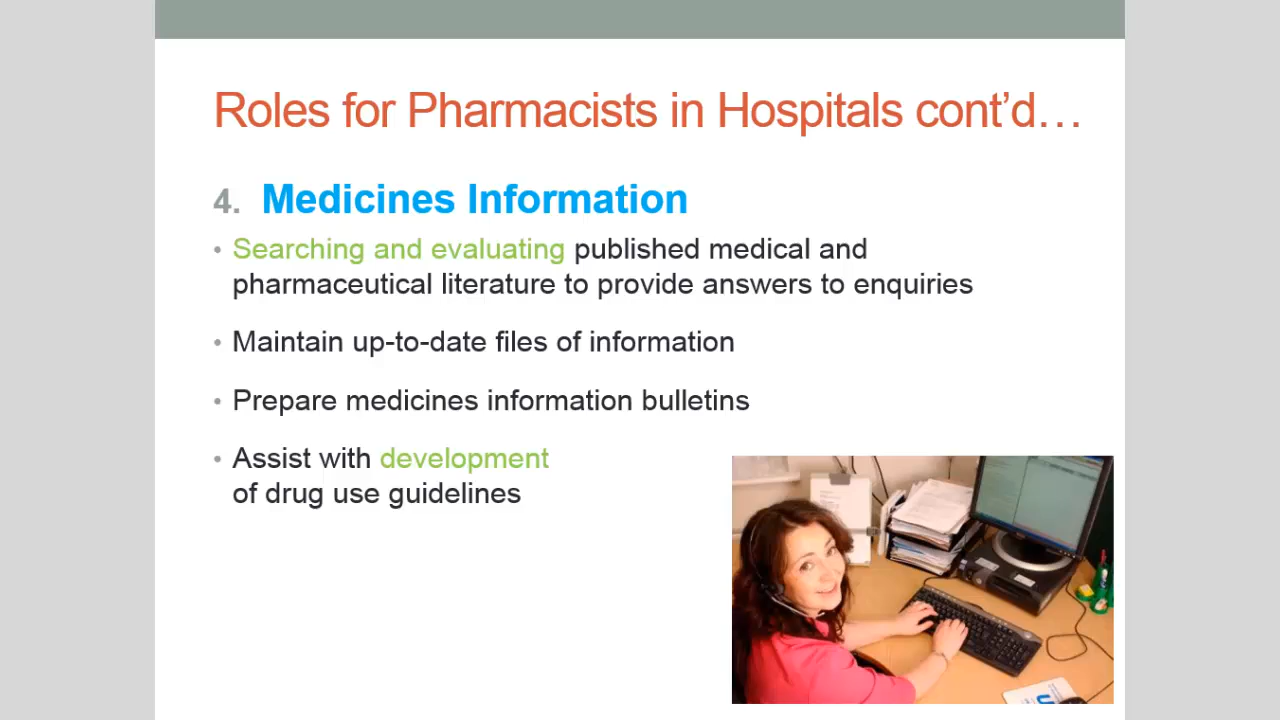 Roles for Pharmacists in Hospitals cont’d…
4. Medicines Information
• Searching and evaluating published medical and
pharmaceutical literature to provide answers to enquiries
• Maintain up-to-date files of information
• Prepare medicines information bulletins
• Assist with development
of drug use guidelines